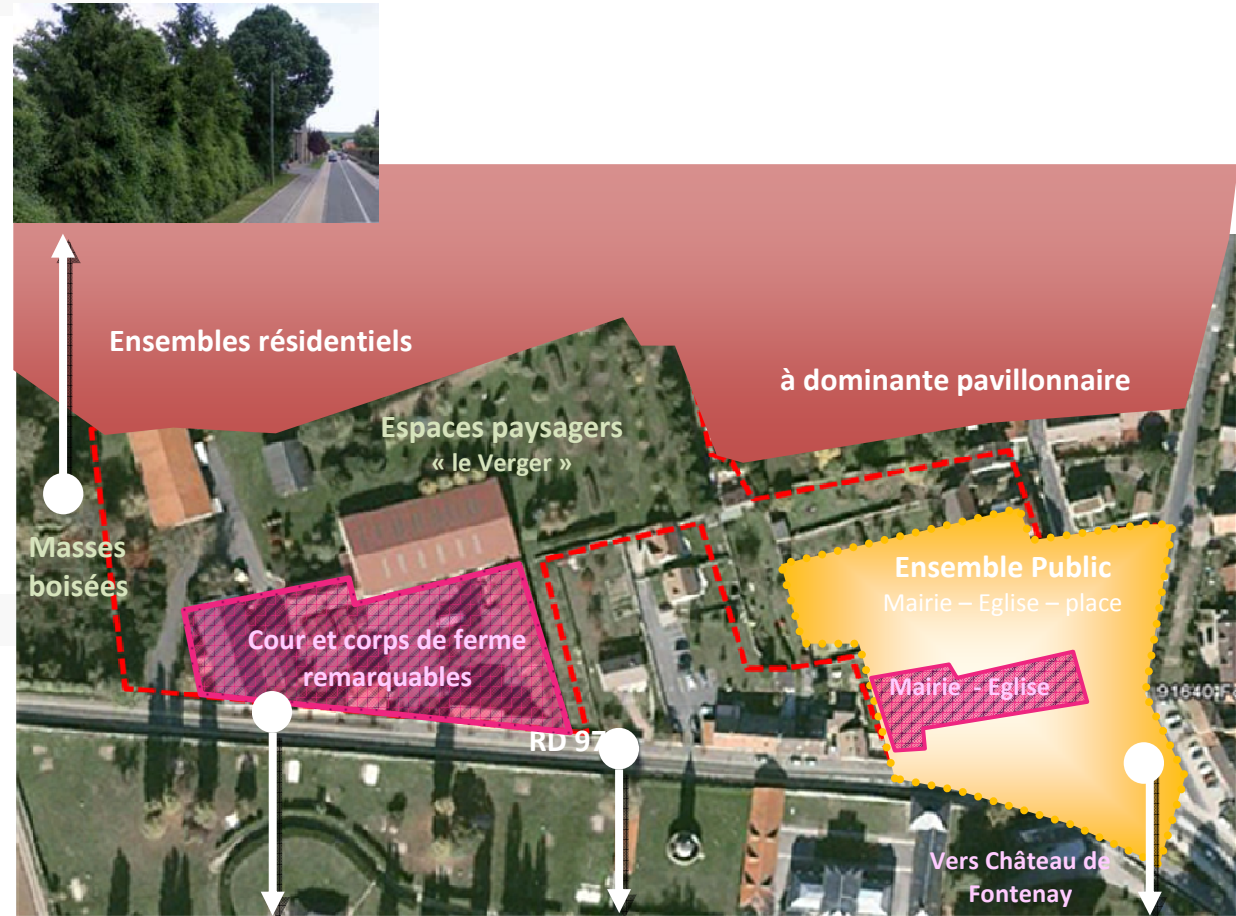 Ensembles résidentiels
à dominante pavillonnaire
Espaces paysagers
« le Verger »
Masses
boisées
Ensemble Public
Mairie – Eglise – place
Cour et corps de ferme
remarquables
Mairie - Eglise
91640 F
RD 97
Vers Château de
Fontenay